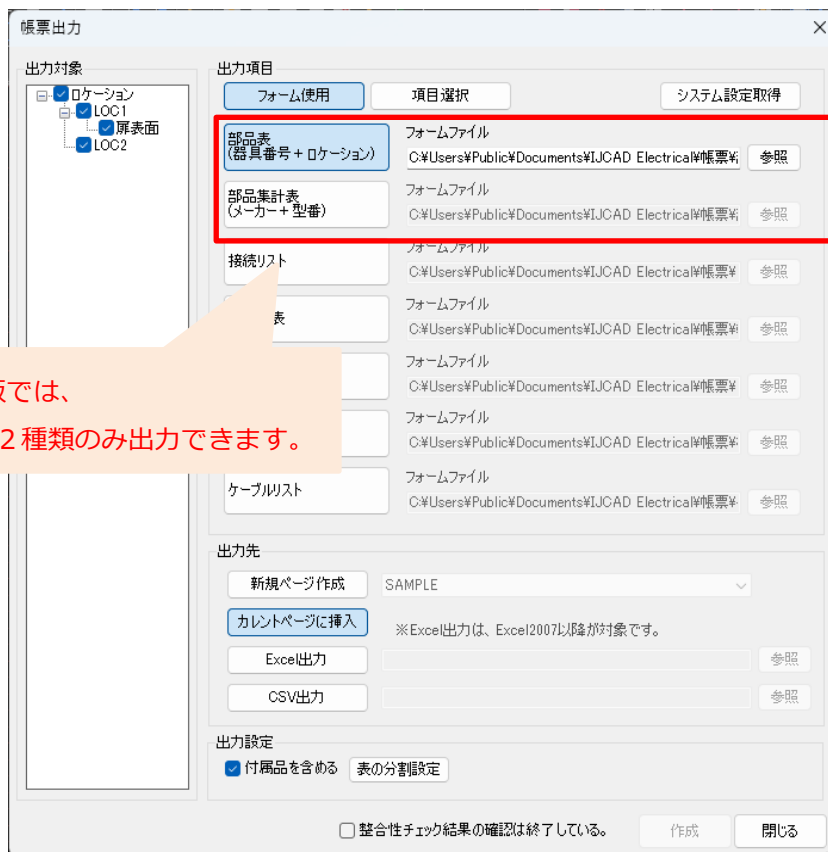 帳票出力
出力対象
ロケーション
LOC1
扉表面
LOC2
出力項目
フォーム使用
項目選択
システム設定取得
部品表
(器具番号+ロケーション)
フォームファイル
C:¥Users¥Public¥Documents¥IJCAD Electrical¥帳票¥
参照
部品集計表
(メーカー+型番)
フォームファイル
C:¥Users¥Public¥Documents¥IJCAD Electrical¥帳票¥
参照
接続リスト
フォームファイル
C:¥Users¥Public¥Documents¥IJCAD Electrical¥帳票¥
参照
表
フォームファイル
C:¥Users¥Public¥Documents¥IJCAD Electrical¥帳票¥
参照
では、
2種類のみ出力できます。
フォームファイル
C:¥Users¥Public¥Documents¥IJCAD Electrical¥帳票¥
参照
フォームファイル
C:¥Users¥Public¥Documents¥IJCAD Electrical¥帳票¥
参照
ケーブルリスト
フォームファイル
C:¥Users¥Public¥Documents¥IJCAD Electrical¥帳票¥
参照
出力先
新規ページ作成
SAMPLE
カレントページに挿入
※Excel出力は、Excel2007以降が対象です。
Excel出力
参照
CSV出力
参照
出力設定
付属品を含める
表の分割設定
整合性チェック結果の確認は終了している。
作成
閉じる